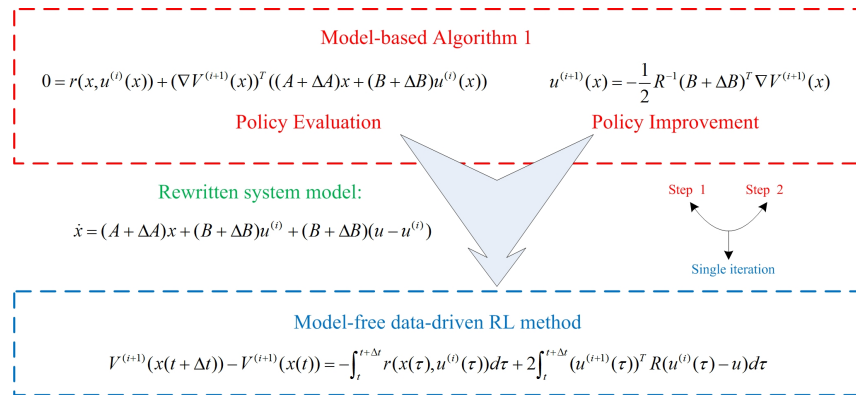 Model-based Algorithm 1
0 = r(x,u^{(i)}(x)) + (∇V^{(i+1)}(x))^T((A+ΔA)x + (B+ΔB)u^{(i)}(x))
u^{(i+1)}(x) = -\frac{1}{2}R^{-1}(B+ΔB)^T∇V^{(i+1)}(x)
Policy Evaluation
Policy Improvement
Rewritten system model:
ẋ = (A+ΔA)x + (B+ΔB)u^{(i)} + (B+ΔB)(u-u^{(i)})
Step 1
Step 2
Single iteration
Model-free data-driven RL method
V^{(i+1)}(x(t+Δt)) - V^{(i+1)}(x(t)) = -∫_t^{t+Δt} r(x(τ),u^{(i)}(τ))dτ + 2∫_t^{t+Δt} (u^{(i+1)}(τ))^T R(u^{(i)}(τ)-u)dτ